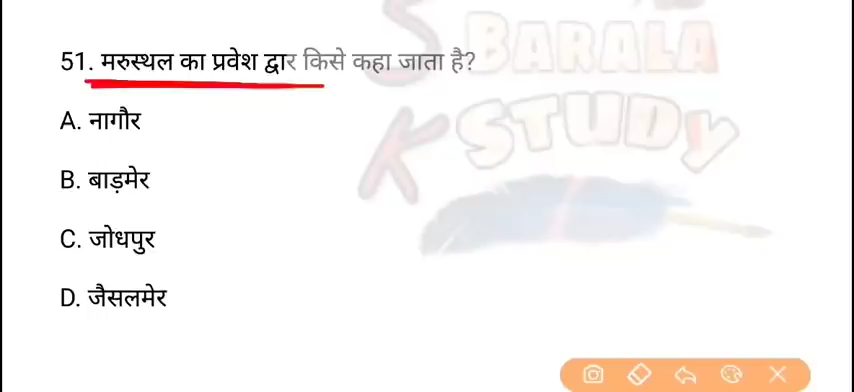 S BARALA
51. मरुस्थल का प्रवेश द्वार किसे कहा जाता है?
K STUDY
A. नागौर
B. बाड़मेर
C. जोधपुर
D. जैसलमेर